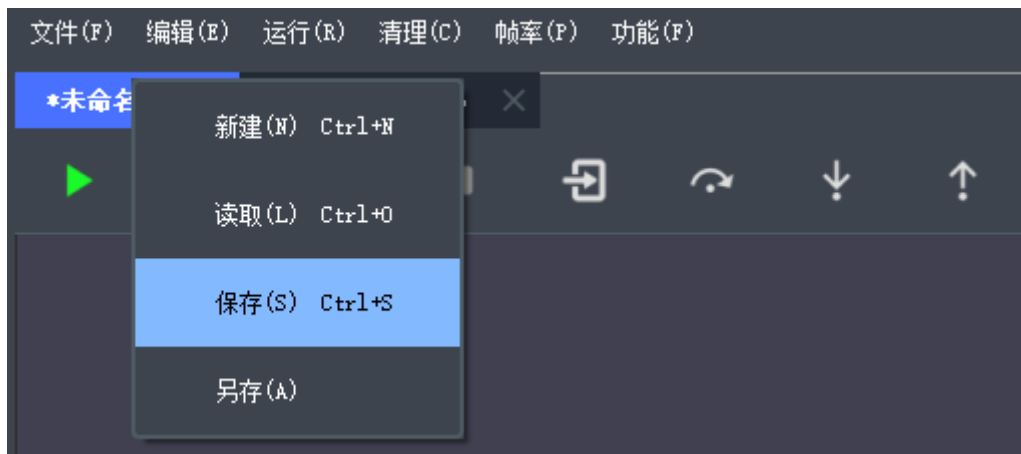 文件(F) 编辑(E) 运行(R) 清理(C) 帧率(P) 功能(F)
*未命名
新建(N) Ctrl+N
读取(L) Ctrl+O
保存(S) Ctrl+S
另存(A)